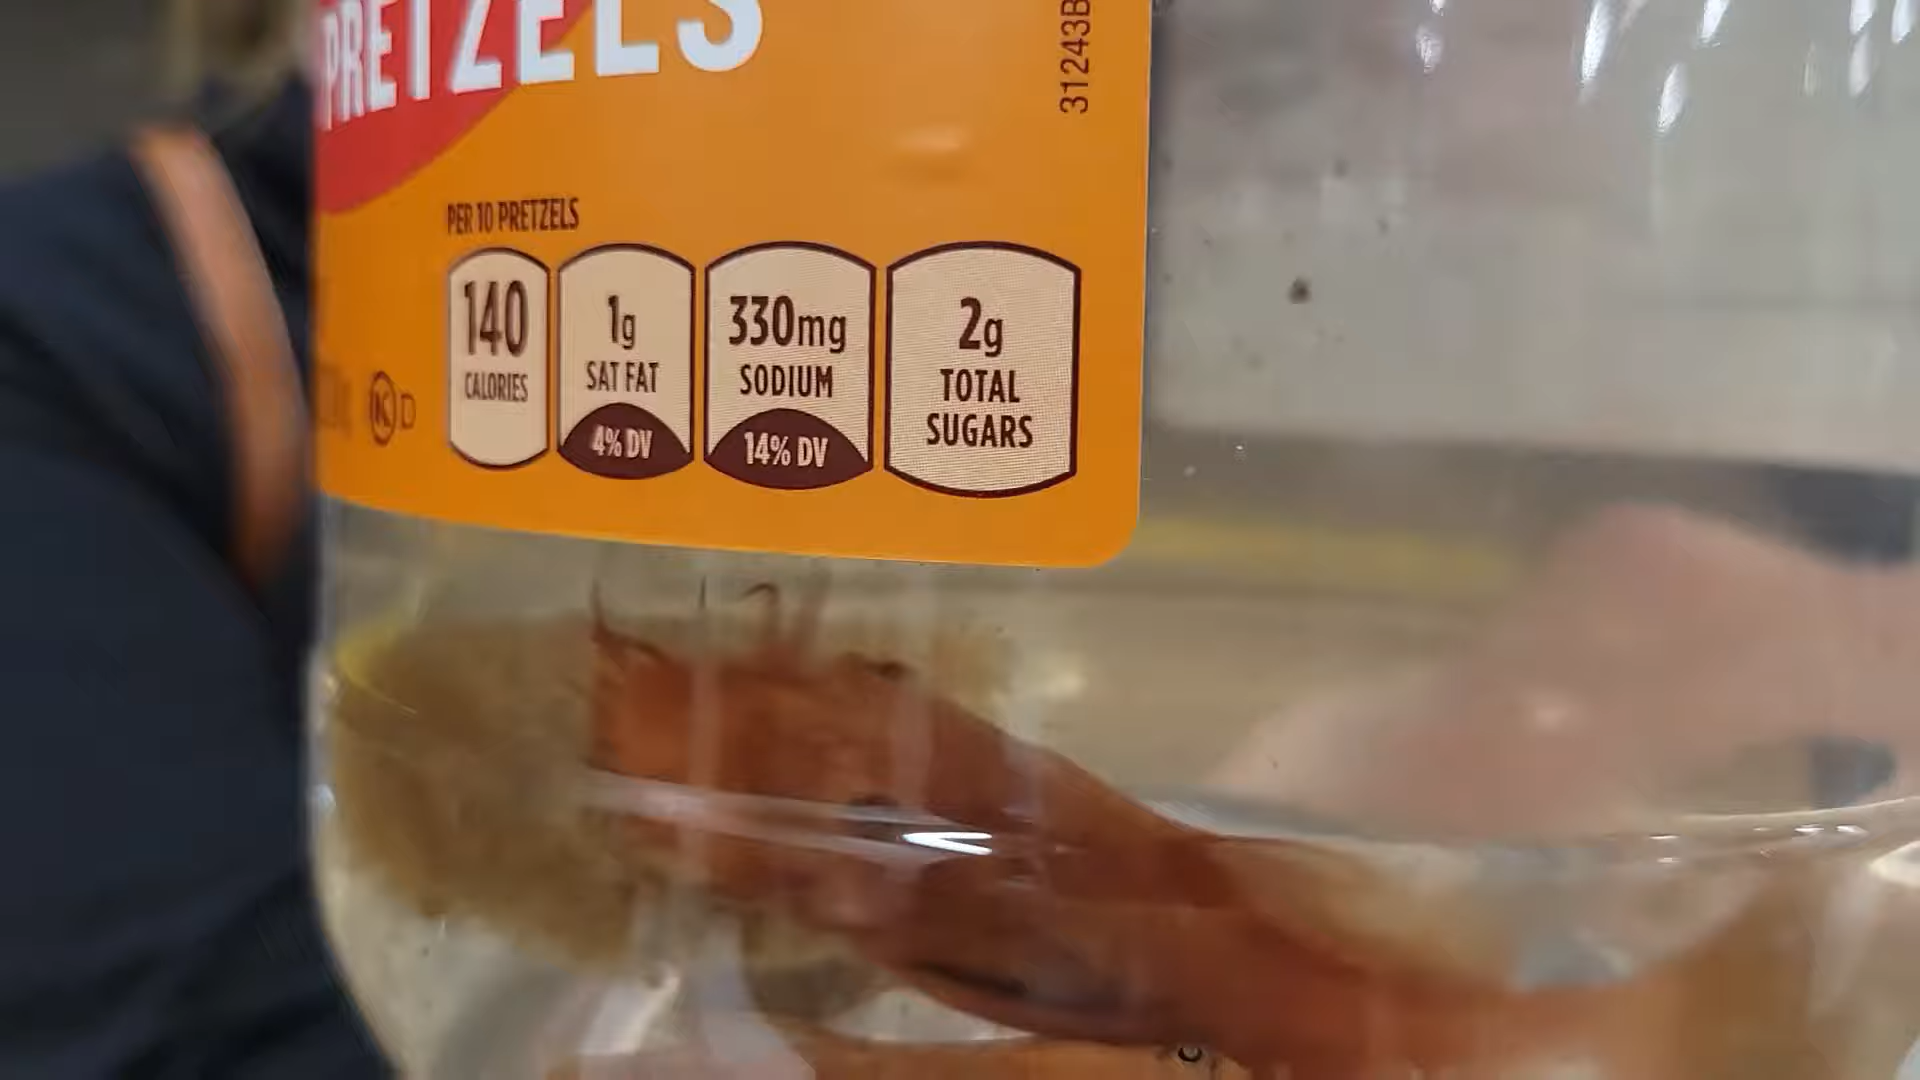 PRETZELS
31243B
PER 10 PRETZELS
140
CALORIES
1g
SAT FAT
4% DV
330mg
SODIUM
14% DV
2g
TOTAL
SUGARS
K D